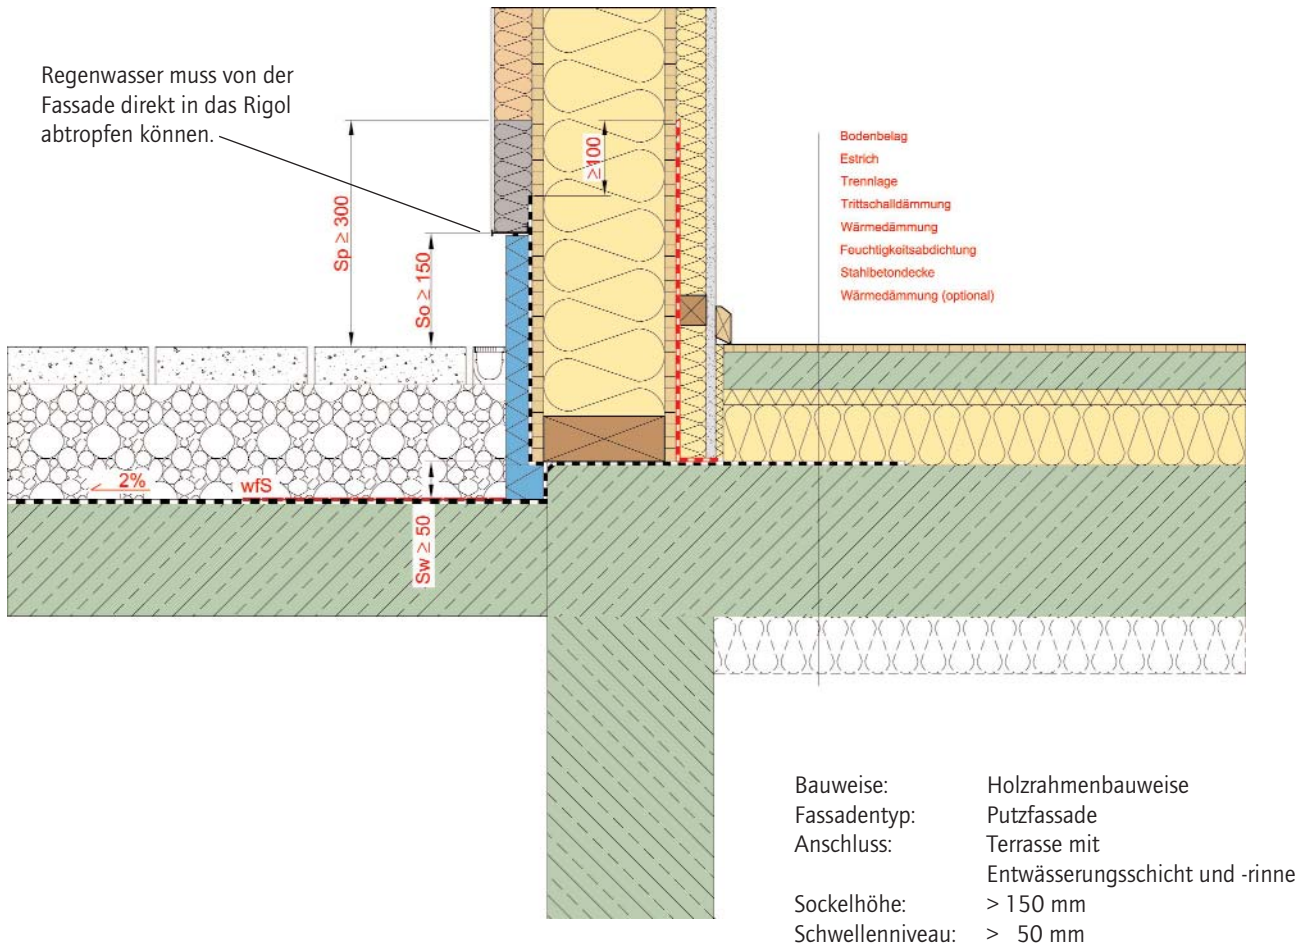 Regenwasser muss von der
Fassade direkt in das Rigol
abtropfen können.
Sp ≥ 300
So ≥ 150
≥100
Bodenbelag
Estrich
Trennlage
Trittschalldämmung
Wärmedämmung
Feuchtigkeitsabdichtung
Stahlbetondecke
Wärmedämmung (optional)
2%
wfS
Sw ≥ 50
Bauweise: Holzrahmenbauweise
Fassadentyp: Putzfassade
Anschluss: Terrasse mit
Entwässerungsschicht und -rinne
Sockelhöhe: > 150 mm
Schwellenniveau: > 50 mm